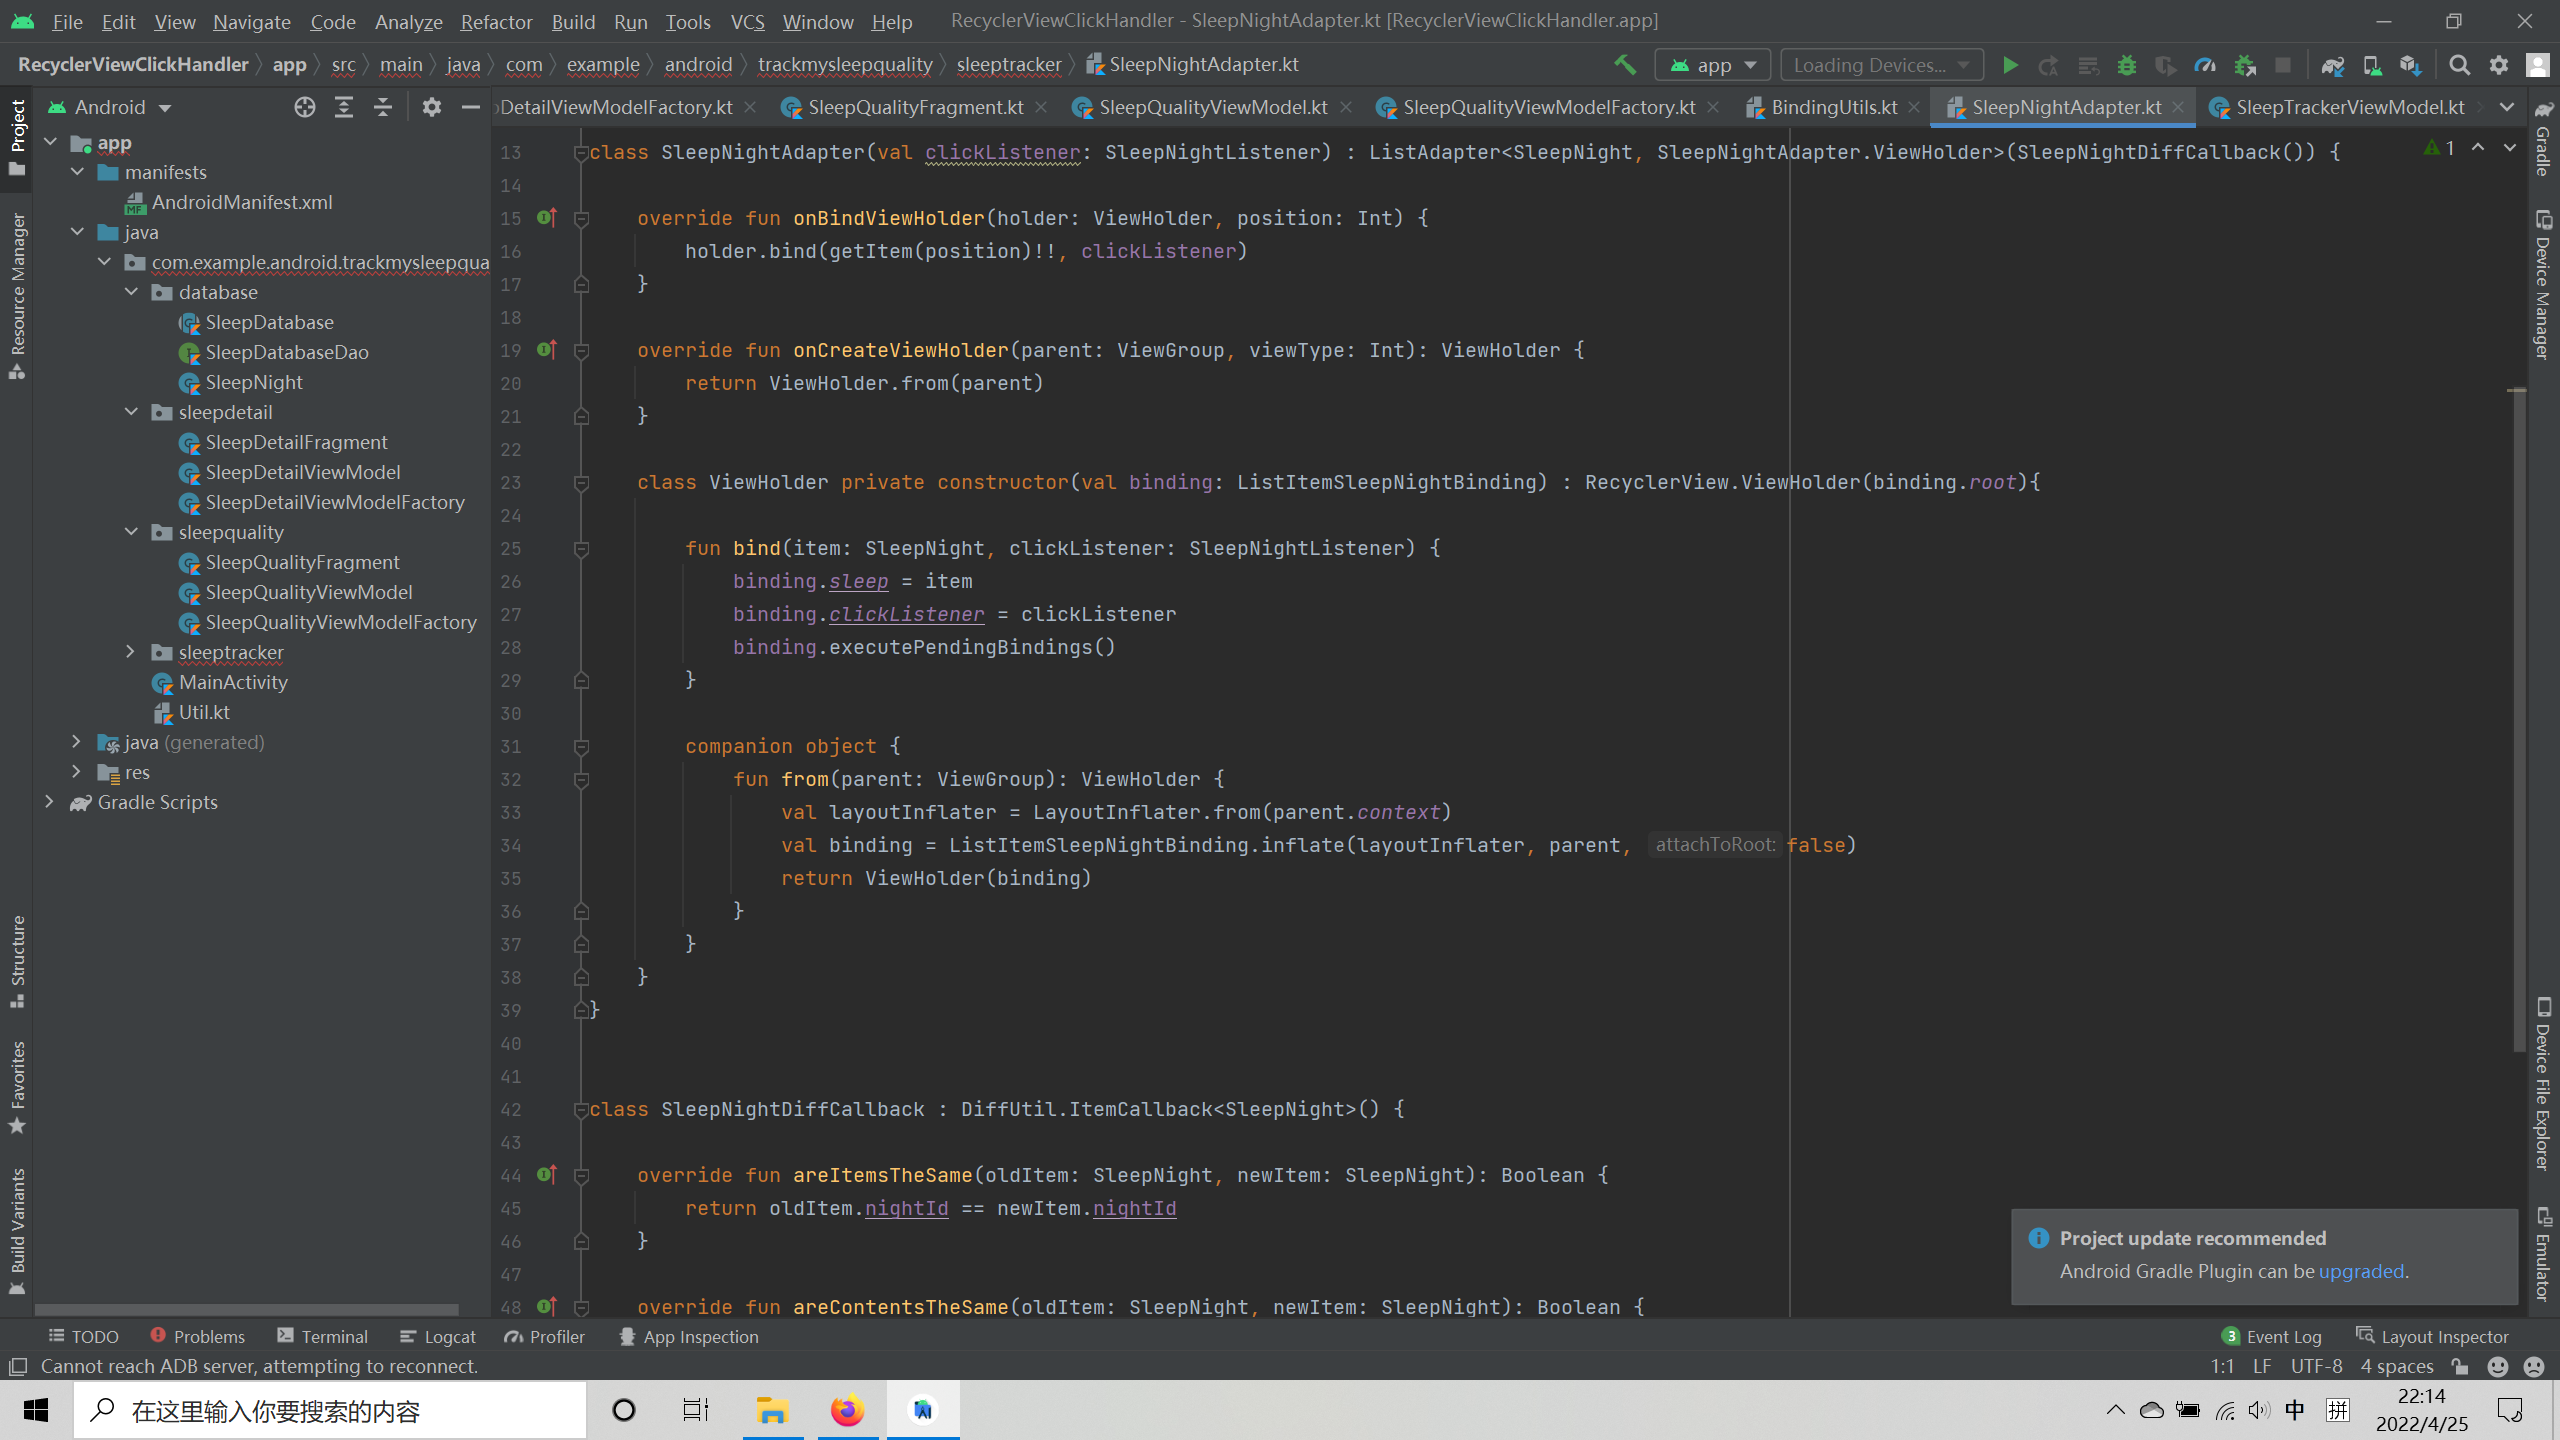 File Edit View Navigate Code Analyze Refactor Build Run Tools VCS Window Help RecyclerViewClickHandler - SleepNightAdapter.kt [RecyclerViewClickHandler.app]
RecyclerViewClickHandler app src main java com example android trackmysleepquality sleeptracker SleepNightAdapter.kt app Loading Devices...
Android DetailViewModelFactory.kt SleepQualityFragment.kt SleepQualityViewModel.kt SleepQualityViewModelFactory.kt BindingUtils.kt SleepNightAdapter.kt SleepTrackerViewModel.kt
Project
Resource Manager
Structure
Favorites
Build Variants
app
manifests
AndroidManifest.xml
java
com.example.android.trackmysleepqua
database
SleepDatabase
SleepDatabaseDao
SleepNight
sleepdetail
SleepDetailFragment
SleepDetailViewModel
SleepDetailViewModelFactory
sleepquality
SleepQualityFragment
SleepQualityViewModel
SleepQualityViewModelFactory
sleeptracker
MainActivity
Util.kt
java (generated)
res
Gradle Scripts
13 class SleepNightAdapter(val clickListener: SleepNightListener) : ListAdapter<SleepNight, SleepNightAdapter.ViewHolder>(SleepNightDiffCallback()) { 1
14
15 override fun onBindViewHolder(holder: ViewHolder, position: Int) {
16 holder.bind(getItem(position)!!, clickListener)
17 }
18
19 override fun onCreateViewHolder(parent: ViewGroup, viewType: Int): ViewHolder {
20 return ViewHolder.from(parent)
21 }
22
23 class ViewHolder private constructor(val binding: ListItemSleepNightBinding) : RecyclerView.ViewHolder(binding.root){
24
25 fun bind(item: SleepNight, clickListener: SleepNightListener) {
26 binding.sleep = item
27 binding.clickListener = clickListener
28 binding.executePendingBindings()
29 }
30
31 companion object {
32 fun from(parent: ViewGroup): ViewHolder {
33 val layoutInflater = LayoutInflater.from(parent.context)
34 val binding = ListItemSleepNightBinding.inflate(layoutInflater, parent, attachToRoot: false)
35 return ViewHolder(binding)
36 }
37 }
38 }
39 }
40
41
42 class SleepNightDiffCallback : DiffUtil.ItemCallback<SleepNight>() {
43
44 override fun areItemsTheSame(oldItem: SleepNight, newItem: SleepNight): Boolean {
45 return oldItem.nightId == newItem.nightId
46 }
47
48 override fun areContentsTheSame(oldItem: SleepNight, newItem: SleepNight): Boolean {
Gradle
Device Manager
Device File Explorer
Emulator
Project update recommended
Android Gradle Plugin can be upgraded.
TODO Problems Terminal Logcat Profiler App Inspection 3 Event Log Layout Inspector
Cannot reach ADB server, attempting to reconnect. 1:1 LF UTF-8 4 spaces
在这里输入你要搜索的内容 中 拼 22:14
2022/4/25